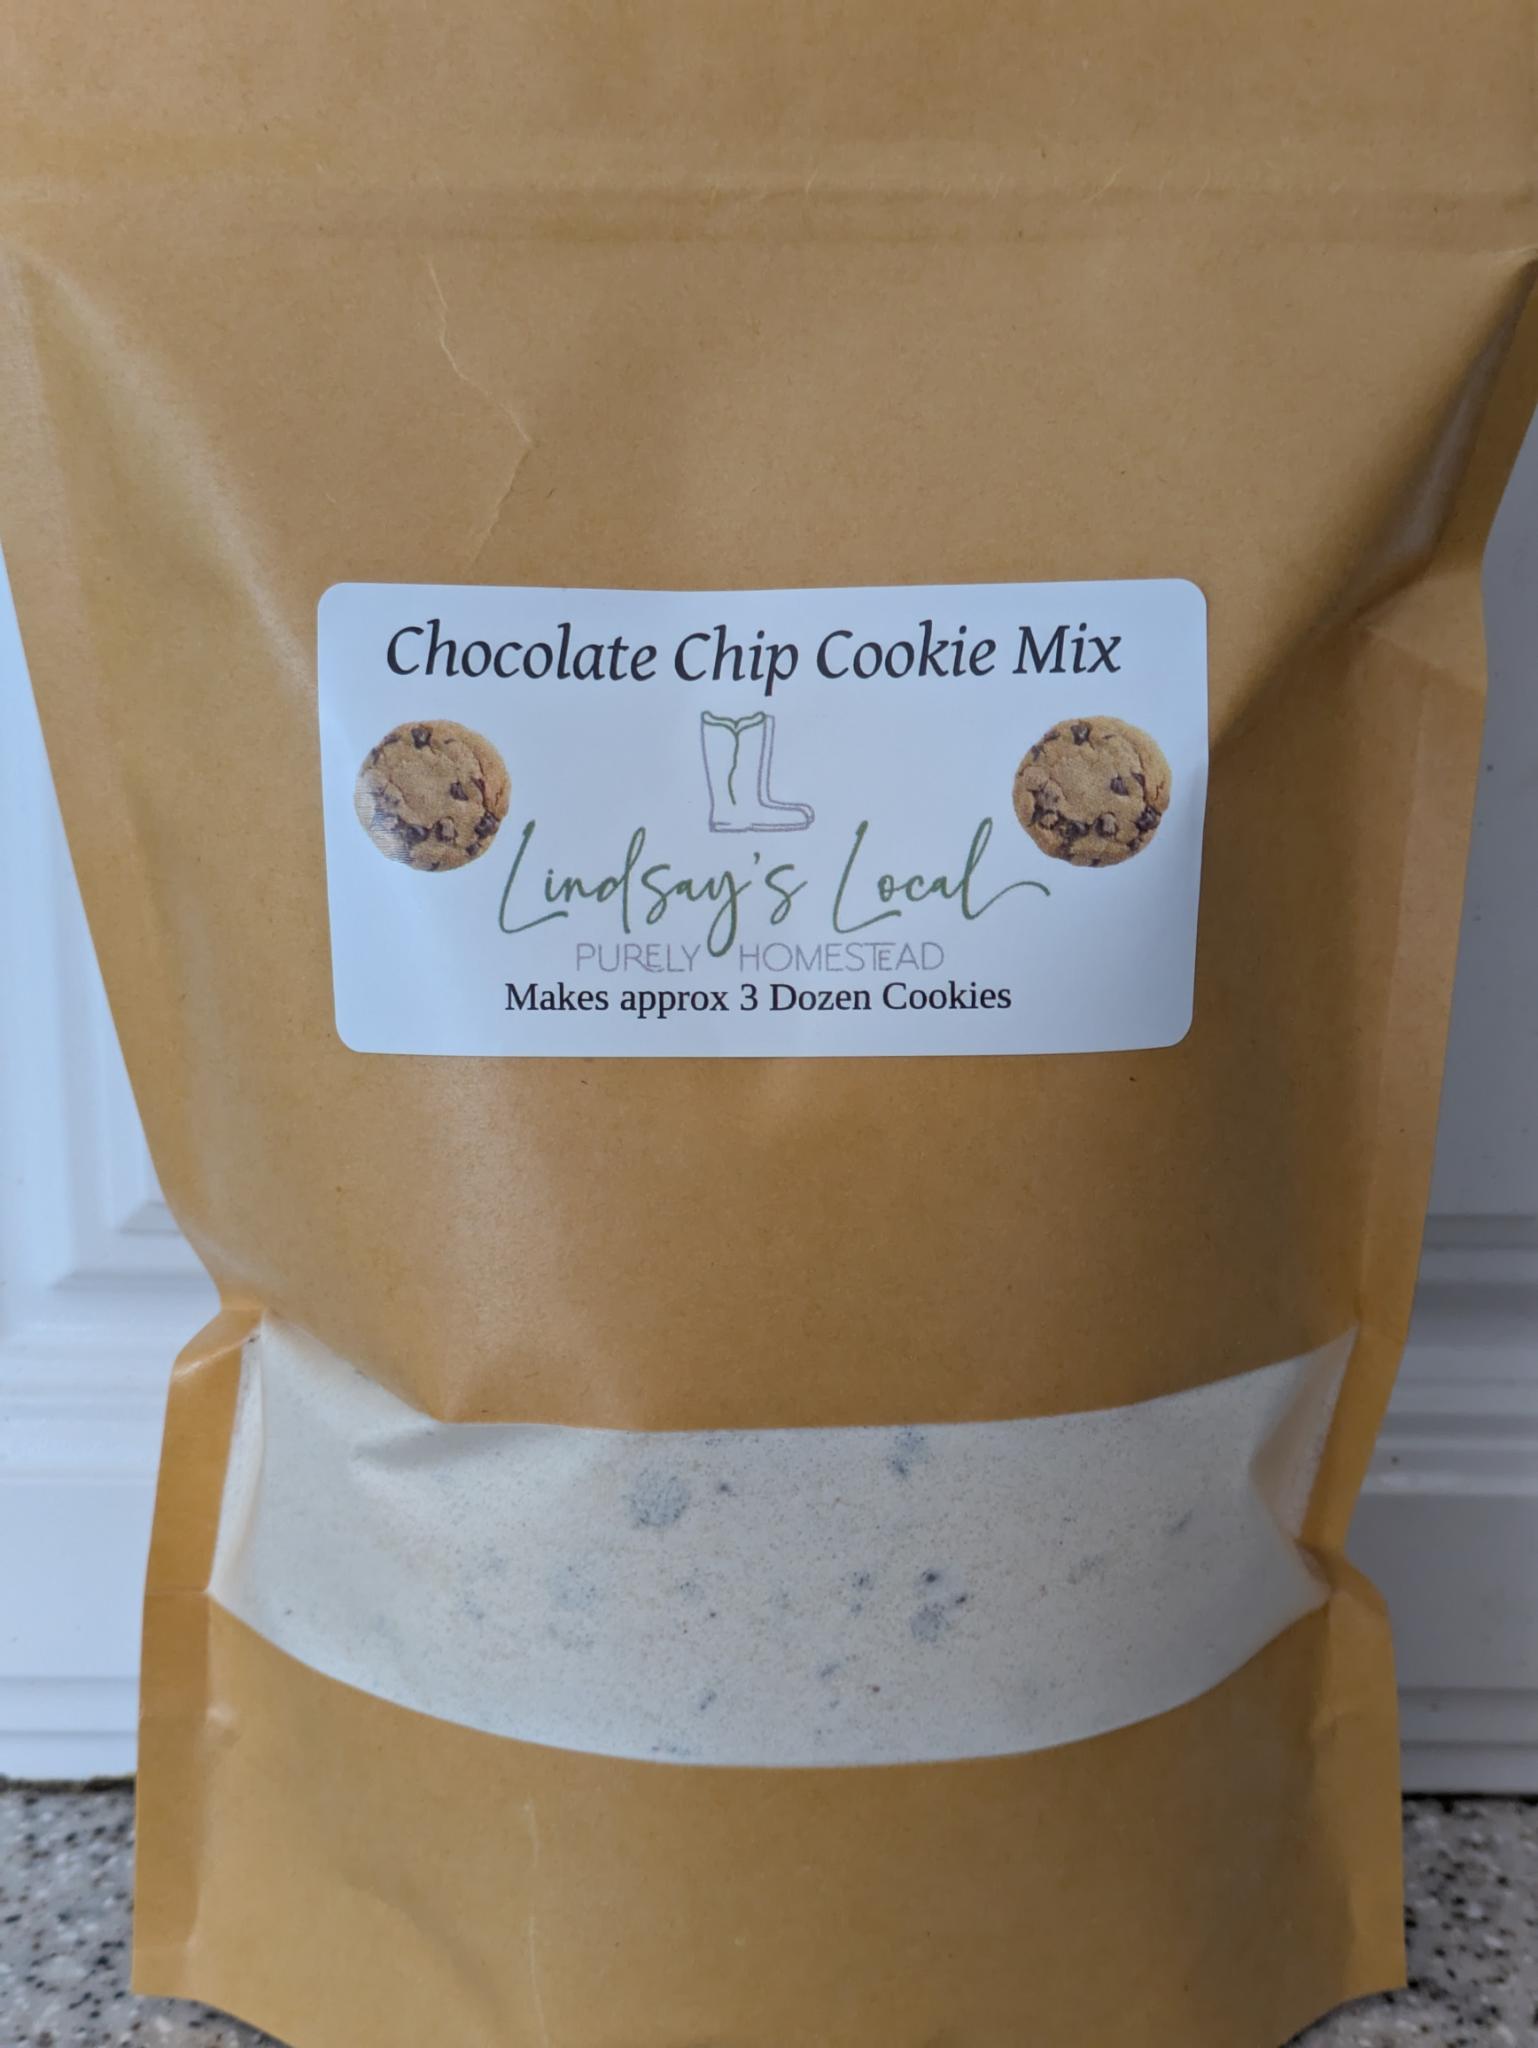 Chocolate Chip Cookie Mix
Lindsay's Local
PURELY HOMESTEAD
Makes approx 3 Dozen Cookies